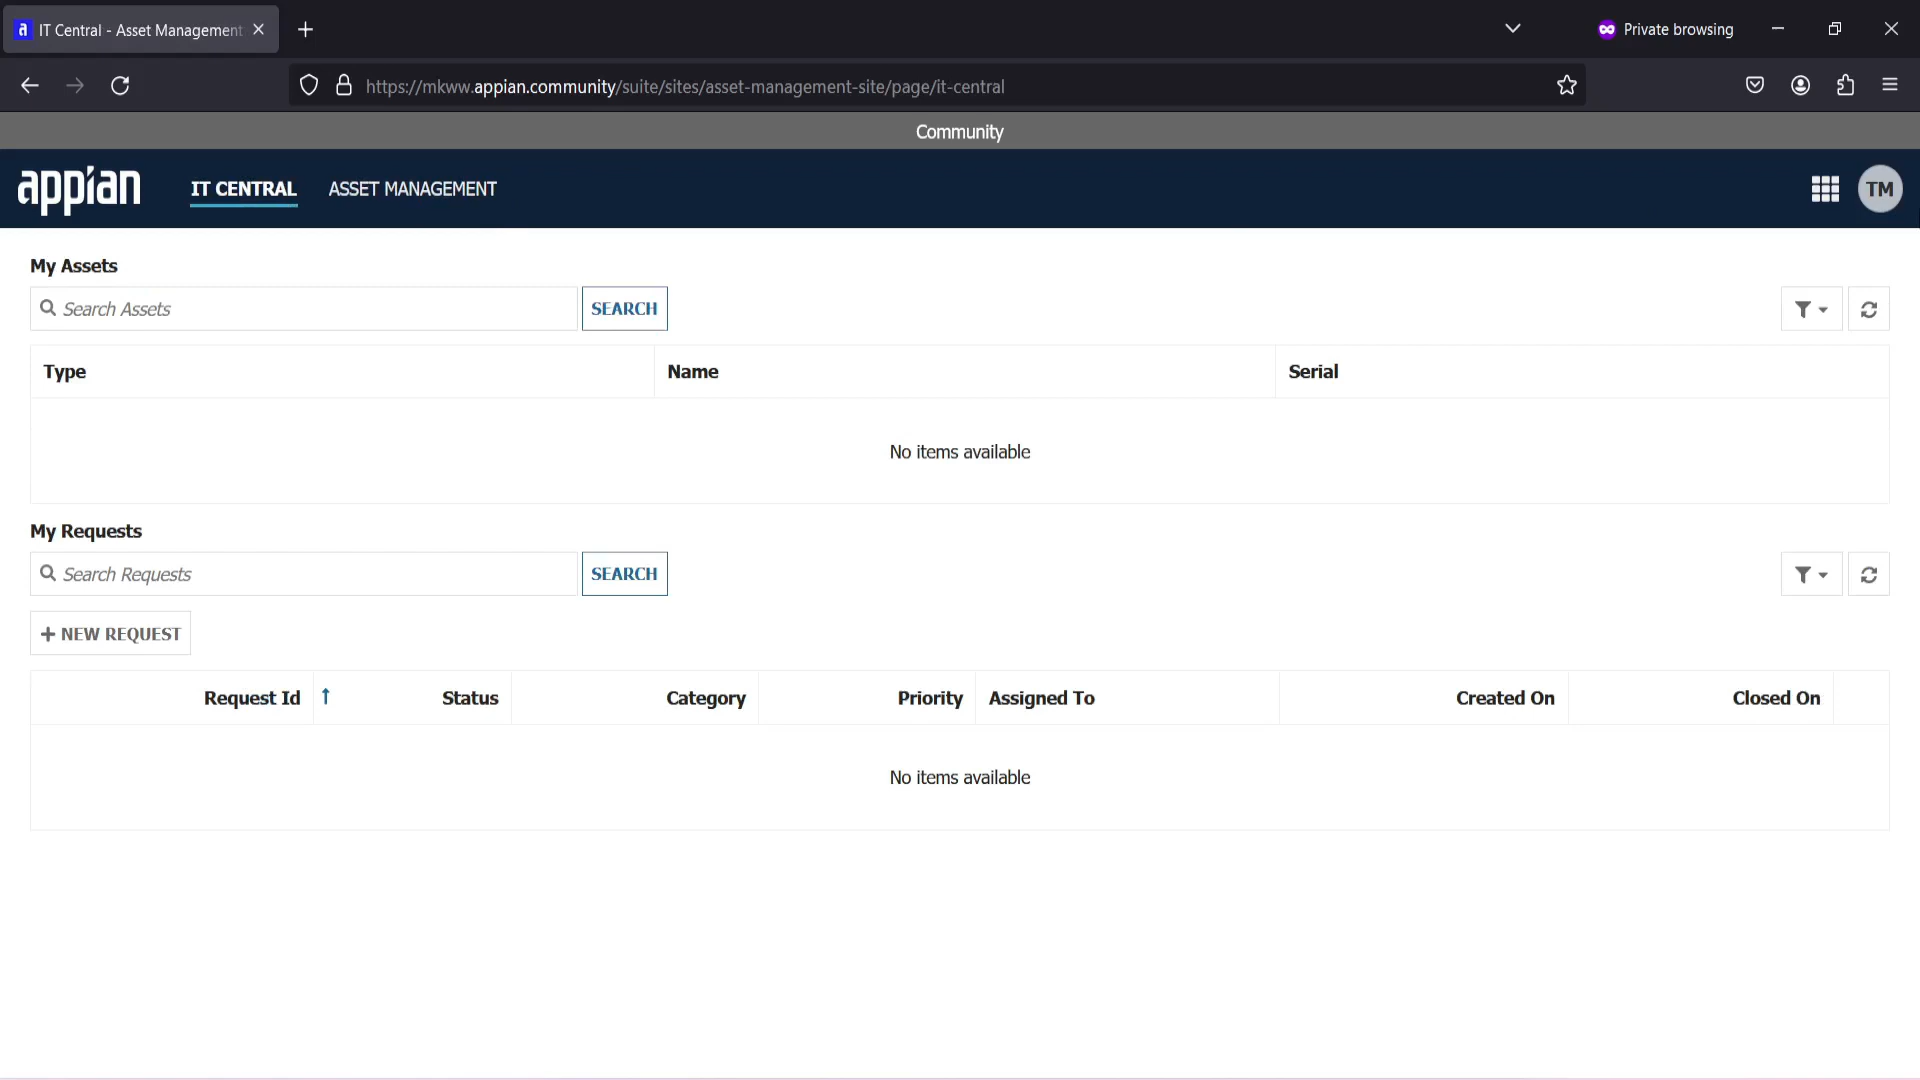 IT Central - Asset Management
Private browsing
https://mkww.appian.community/suite/sites/asset-management-site/page/it-central
Community
appian
IT CENTRAL
ASSET MANAGEMENT
TM
My Assets
Search Assets
SEARCH
Type
Name
Serial
No items available
My Requests
Search Requests
SEARCH
NEW REQUEST
Request Id
Status
Category
Priority
Assigned To
Created On
Closed On
No items available